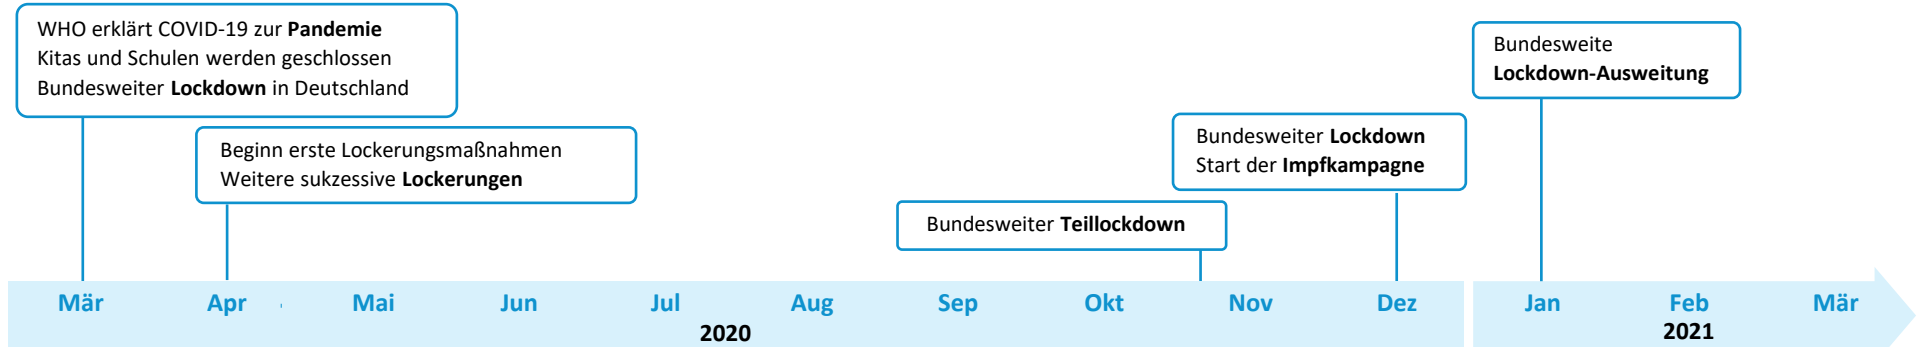 WHO erklärt COVID-19 zur Pandemie
Kitas und Schulen werden geschlossen
Bundesweiter Lockdown in Deutschland
Beginn erste Lockerungsmaßnahmen
Weitere sukzessive Lockerungen
Bundesweiter Teillockdown
Bundesweiter Lockdown
Start der Impfkampagne
Bundesweite
Lockdown-Ausweitung
Mär Apr Mai Jun Jul Aug Sep Okt Nov Dez Jan Feb Mär
2020 2021